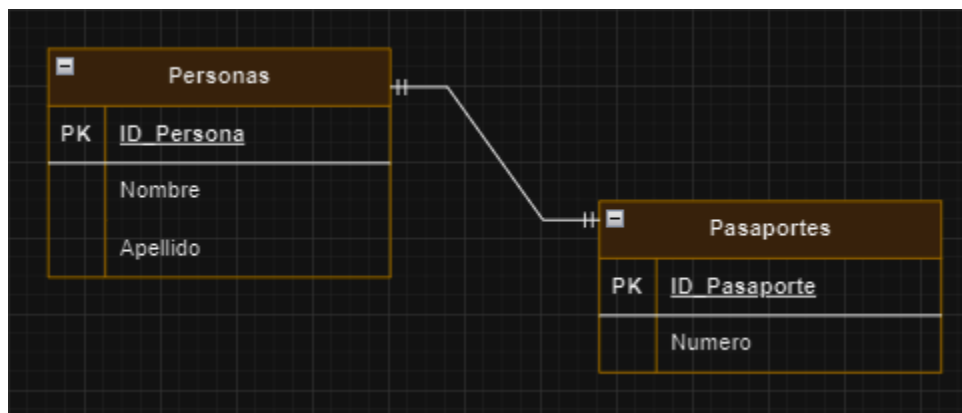 Personas
PK ID_Persona
Nombre
Apellido
Pasaportes
PK ID_Pasaporte
Numero